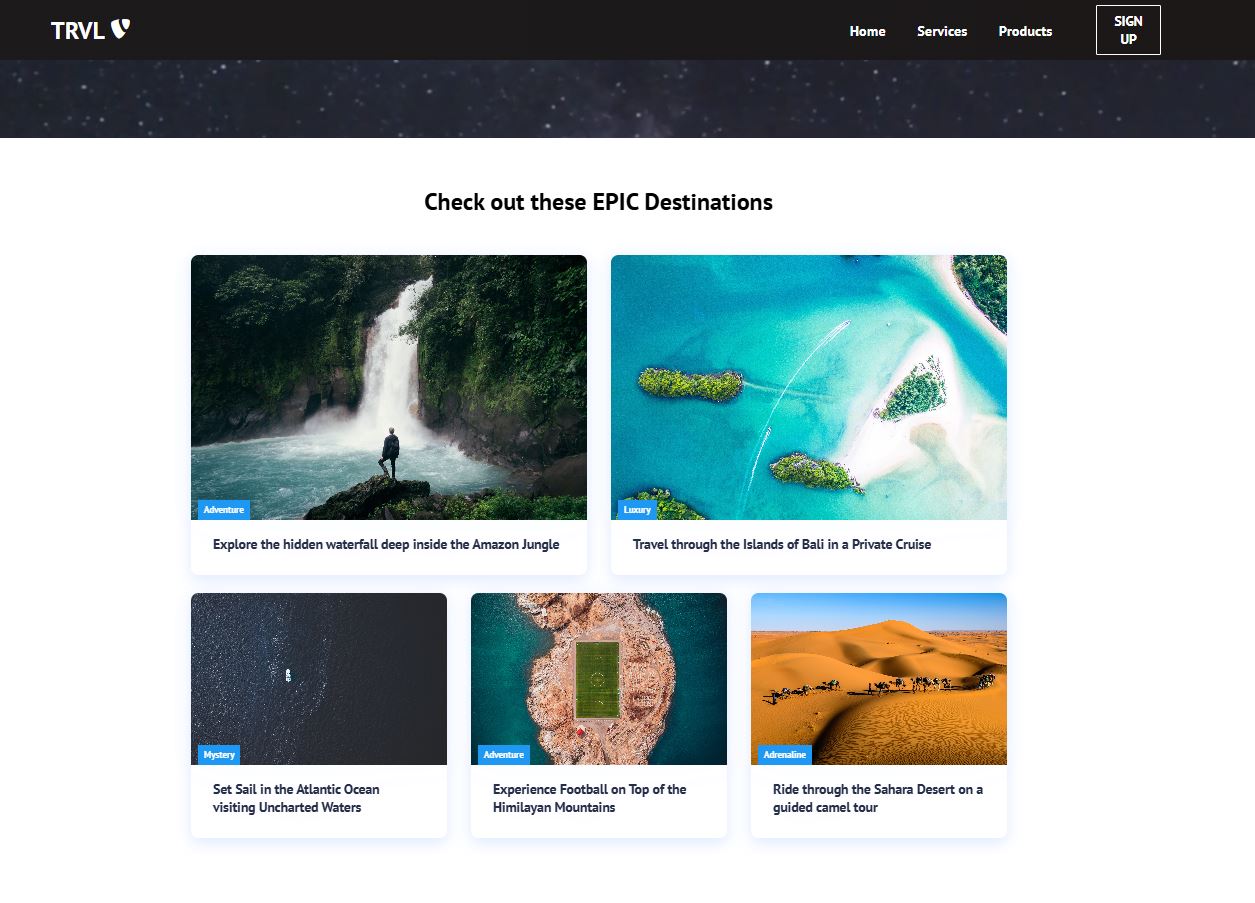 TRVL
Home
Services
Products
SIGN
UP
Check out these EPIC Destinations
Adventure
Explore the hidden waterfall deep inside the Amazon Jungle
Luxury
Travel through the Islands of Bali in a Private Cruise
Mystery
Set Sail in the Atlantic Ocean
visiting Uncharted Waters
Adventure
Experience Football on Top of the
Himilayan Mountains
Adrenaline
Ride through the Sahara Desert on a
guided camel tour